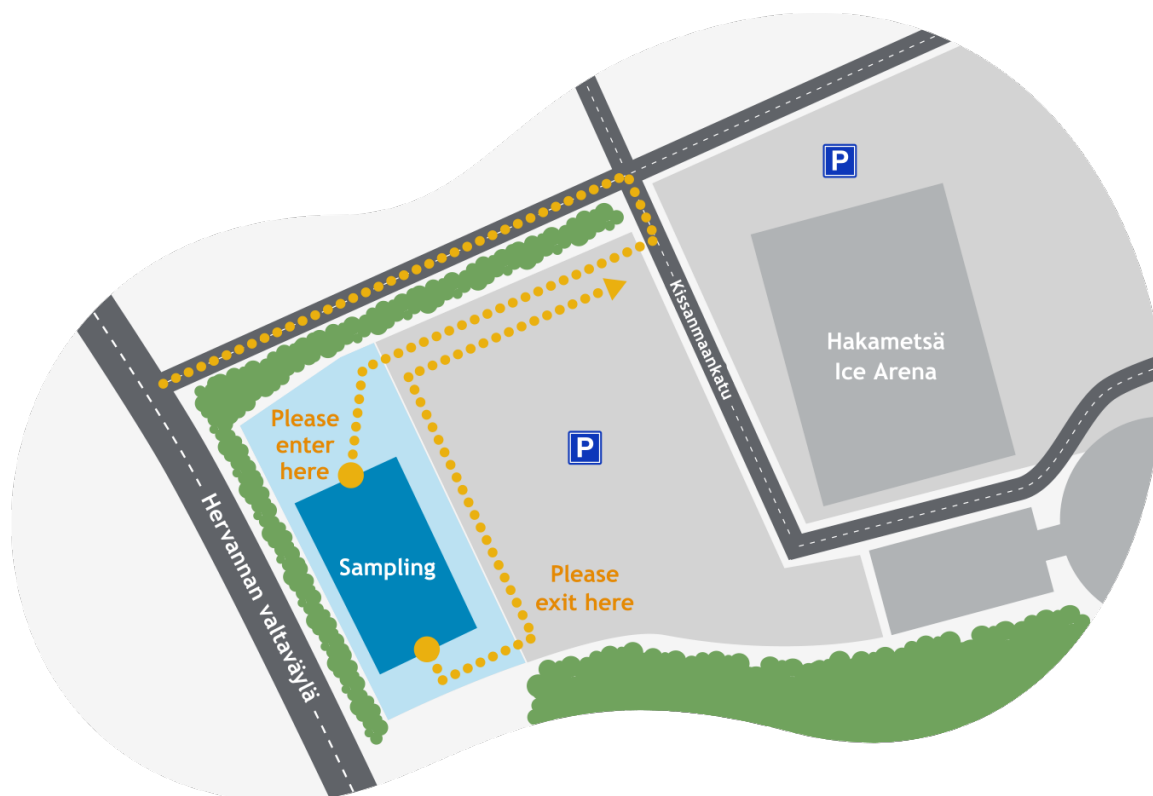 P
Kissanmaankatu
Hakametsä
Ice Arena
Please
enter
here
P
Hervannan valtaväylä
Sampling
Please
exit here